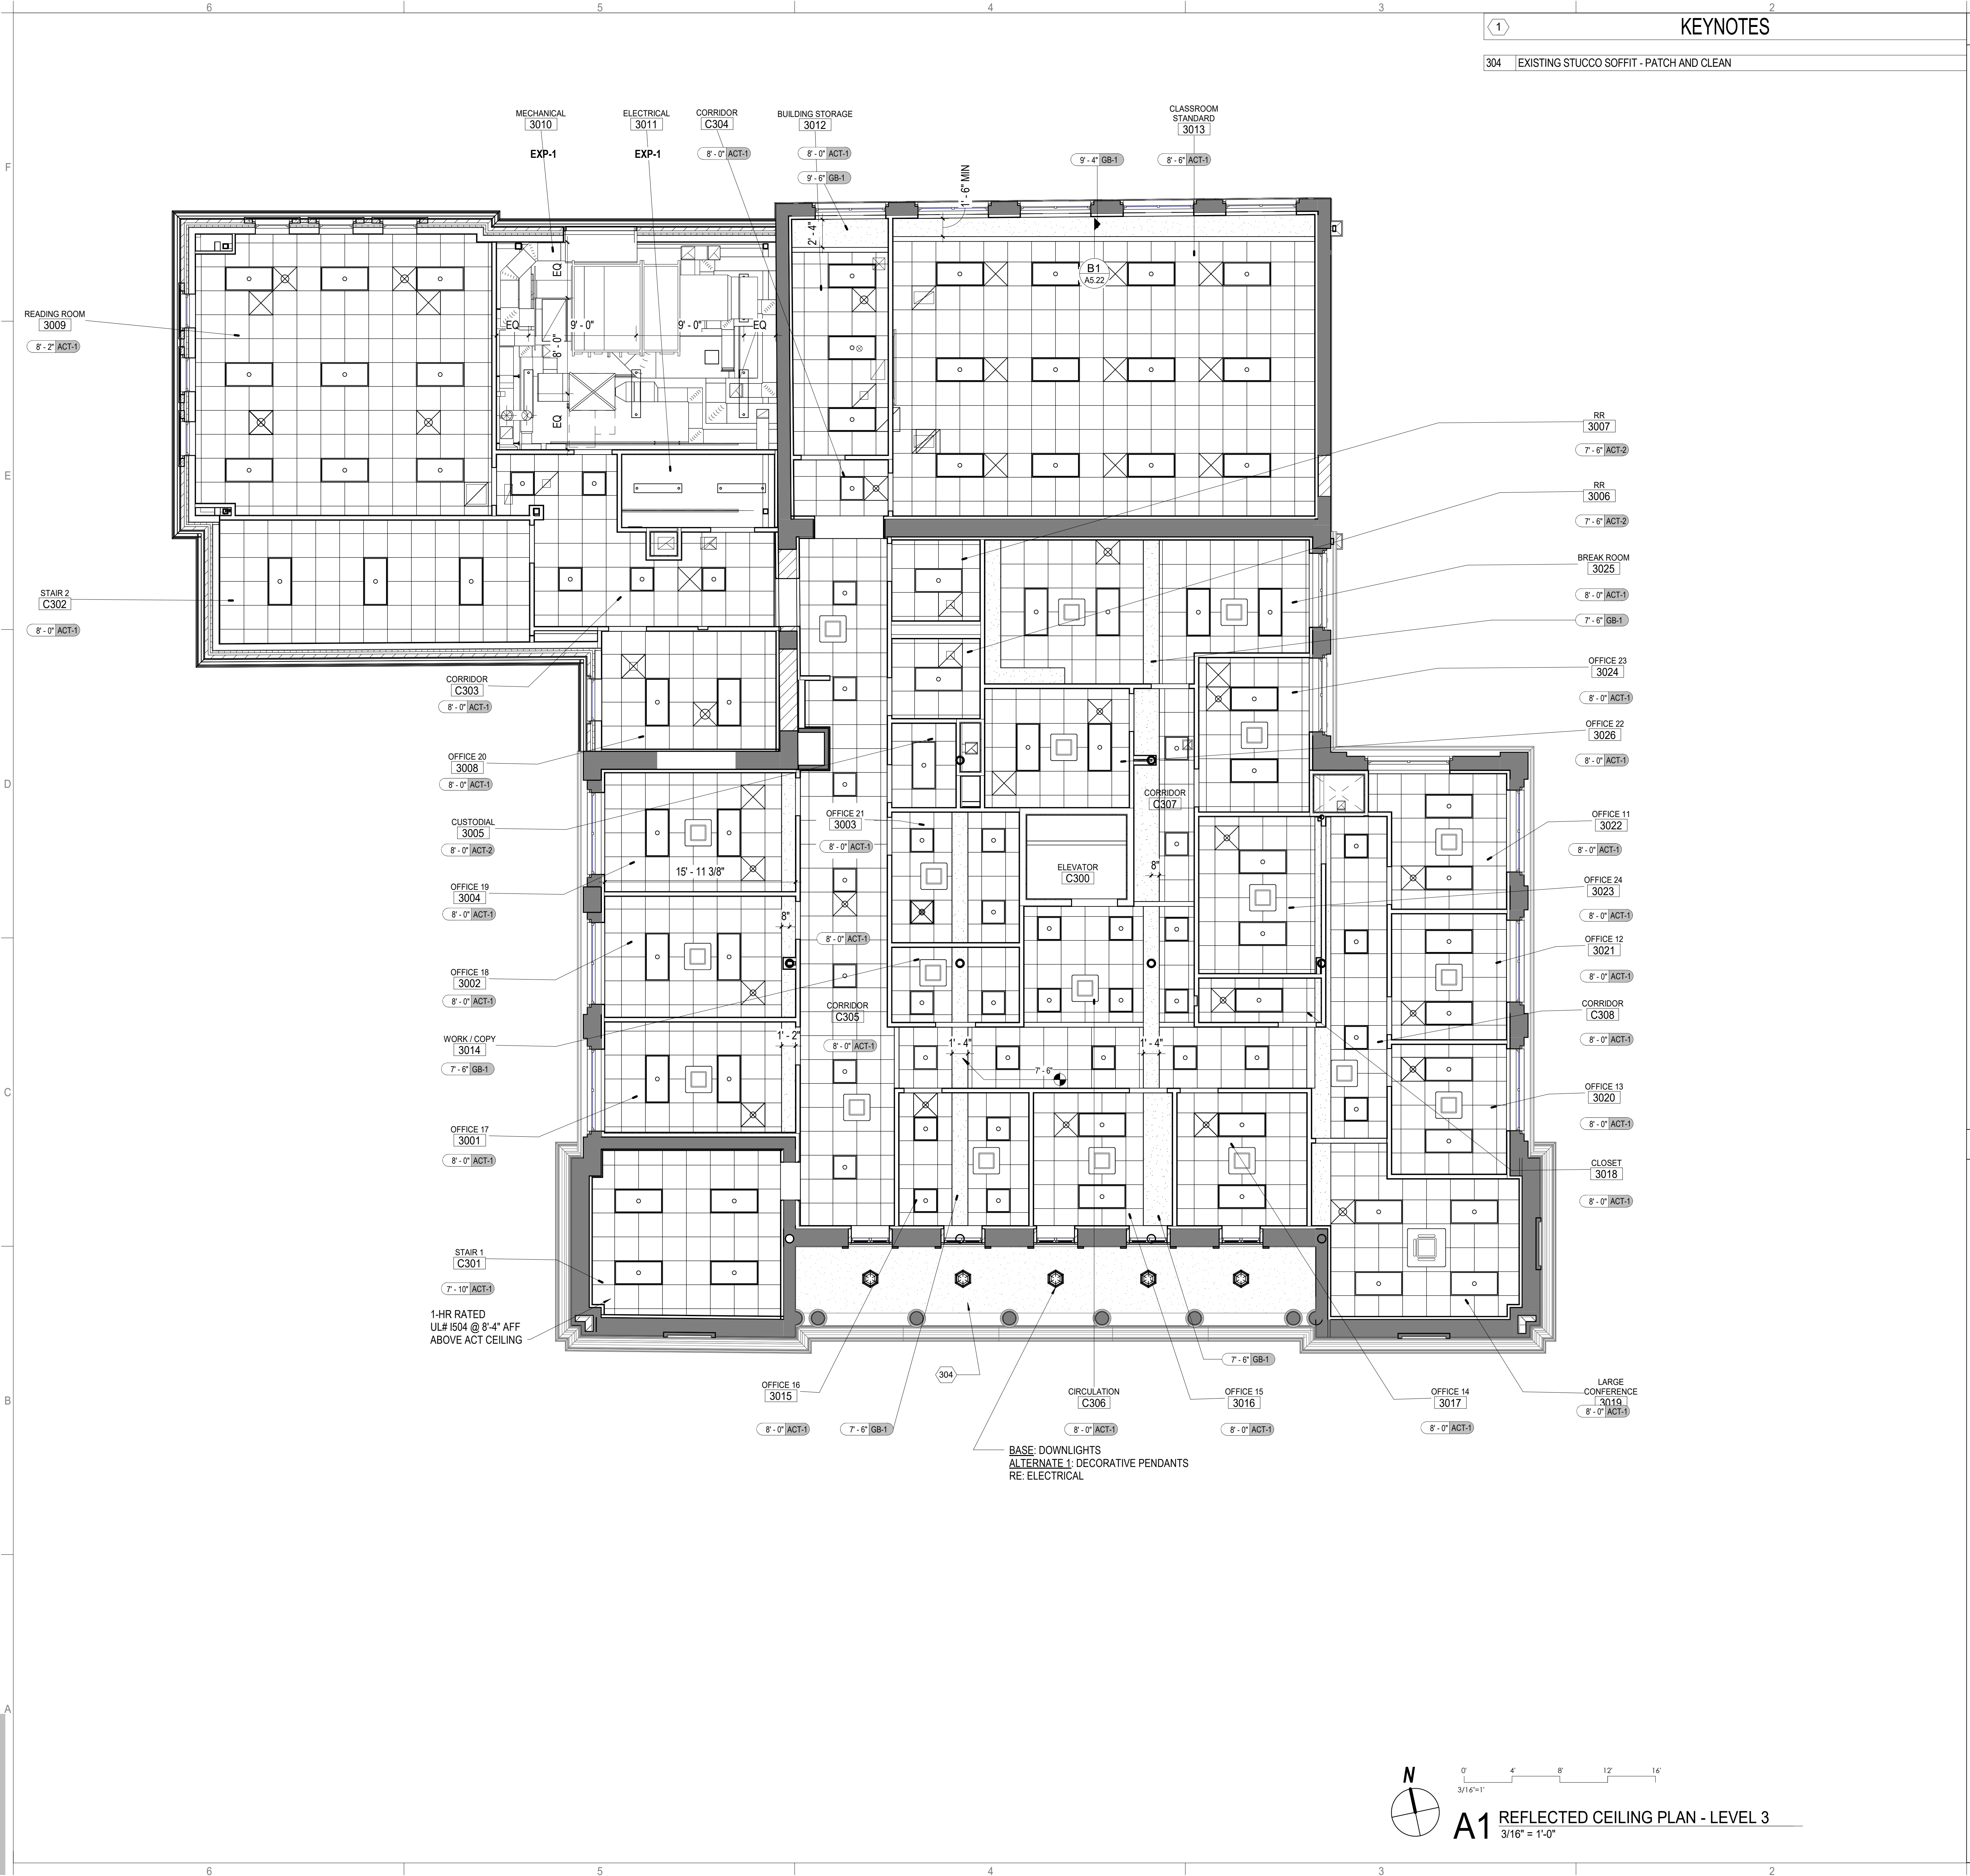 6 5 4 3 2
1 KEYNOTES
304 EXISTING STUCCO SOFFIT - PATCH AND CLEAN
MECHANICAL
3010
EXP-1
ELECTRICAL
3011
EXP-1
CORRIDOR
C304
8' - 0" ACT-1
BUILDING STORAGE
3012
8' - 0" ACT-1
9' - 6" GB-1
1' - 6" MIN
9' - 4" GB-1
CLASSROOM
STANDARD
3013
8' - 6" ACT-1
F
2' - 4"
B1
A5.22
EQ
EQ
9' - 0"
9' - 0"
EQ
8' - 0"
EQ
READING ROOM
3009
8' - 2" ACT-1
RR
3007
7' - 6" ACT-2
E
RR
3006
7' - 6" ACT-2
BREAK ROOM
3025
8' - 0" ACT-1
7' - 6" GB-1
STAIR 2
C302
8' - 0" ACT-1
OFFICE 23
3024
8' - 0" ACT-1
CORRIDOR
C303
8' - 0" ACT-1
OFFICE 22
3026
8' - 0" ACT-1
OFFICE 20
3008
8' - 0" ACT-1
D
CORRIDOR
C307
CUSTODIAL
3005
8' - 0" ACT-2
OFFICE 21
3003
8' - 0" ACT-1
OFFICE 11
3022
8' - 0" ACT-1
ELEVATOR
C300
8"
15' - 11 3/8"
OFFICE 19
3004
8' - 0" ACT-1
OFFICE 24
3023
8' - 0" ACT-1
8"
8' - 0" ACT-1
OFFICE 12
3021
8' - 0" ACT-1
OFFICE 18
3002
8' - 0" ACT-1
CORRIDOR
C305
8' - 0" ACT-1
CORRIDOR
C308
8' - 0" ACT-1
WORK / COPY
3014
7' - 6" GB-1
1' - 2"
1' - 4"
1' - 4"
7' - 6"
C
OFFICE 13
3020
8' - 0" ACT-1
OFFICE 17
3001
8' - 0" ACT-1
CLOSET
3018
8' - 0" ACT-1
STAIR 1
C301
7' - 10" ACT-1
1-HR RATED
UL# I504 @ 8'-4" AFF
ABOVE ACT CEILING
7' - 6" GB-1
304
B
OFFICE 16
3015
8' - 0" ACT-1
7' - 6" GB-1
CIRCULATION
C306
8' - 0" ACT-1
OFFICE 15
3016
8' - 0" ACT-1
OFFICE 14
3017
8' - 0" ACT-1
LARGE
CONFERENCE
3019
8' - 0" ACT-1
BASE: DOWNLIGHTS
ALTERNATE 1: DECORATIVE PENDANTS
RE: ELECTRICAL
A
N
0' 4' 8' 12' 16'
3/16"=1'
A1 REFLECTED CEILING PLAN - LEVEL 3
3/16" = 1'-0"
6 5 4 3 2